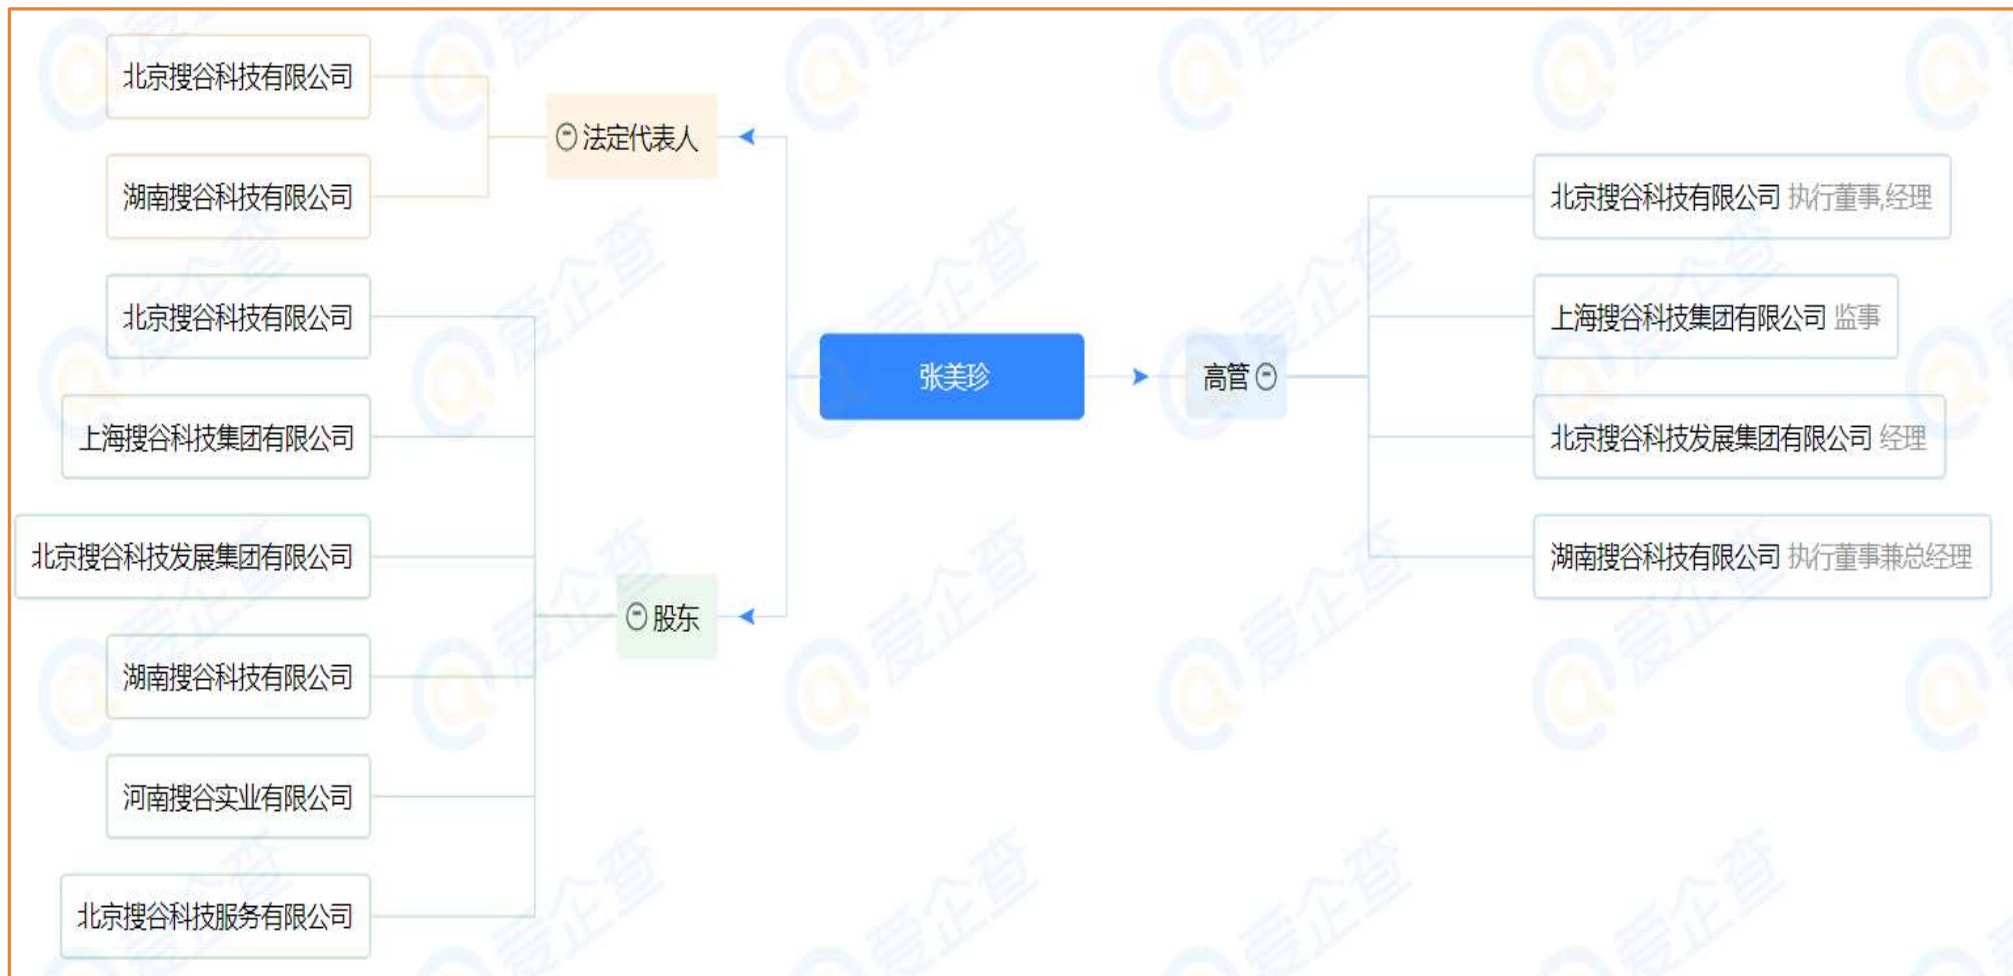 北京搜谷科技有限公司
湖南搜谷科技有限公司
法定代表人
北京搜谷科技有限公司
上海搜谷科技集团有限公司
北京搜谷科技发展集团有限公司
湖南搜谷科技有限公司
河南搜谷实业有限公司
北京搜谷科技服务有限公司
股东
张美珍
高管
北京搜谷科技有限公司 执行董事,经理
上海搜谷科技集团有限公司 监事
北京搜谷科技发展集团有限公司 经理
湖南搜谷科技有限公司 执行董事兼总经理
爱企查